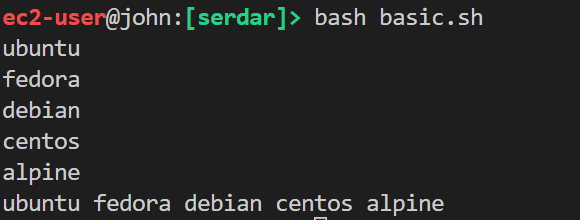 ec2-user@john:[serdar]> bash basic.sh
ubuntu
fedora
debian
centos
alpine
ubuntu fedora debian centos alpine